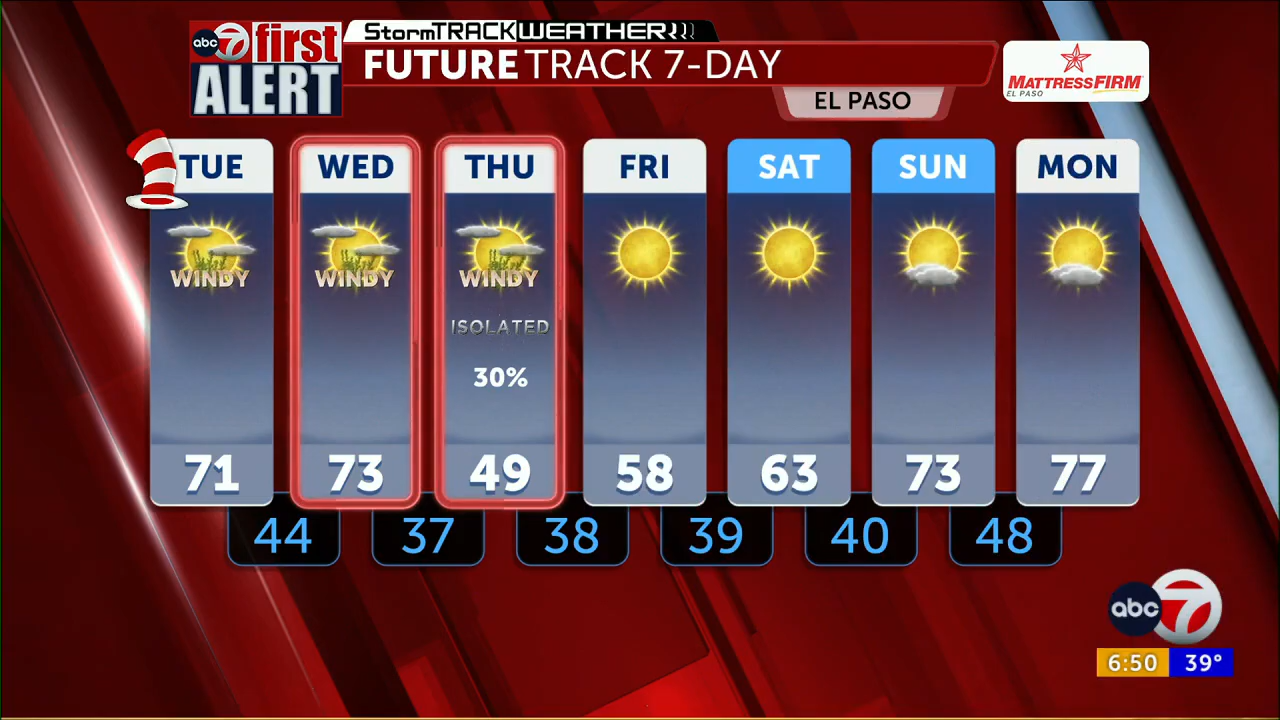 abc 7 first
ALERT
StormTRACKWEATHER
FUTURETRACK 7-DAY
EL PASO
MATTRESSFIRM
EL PASO
TUE WED THU FRI SAT SUN MON
WINDY WINDY WINDY
ISOLATED
30%
71 73 49 58 63 73 77
44 37 38 39 40 48
abc 7
6:50 39°